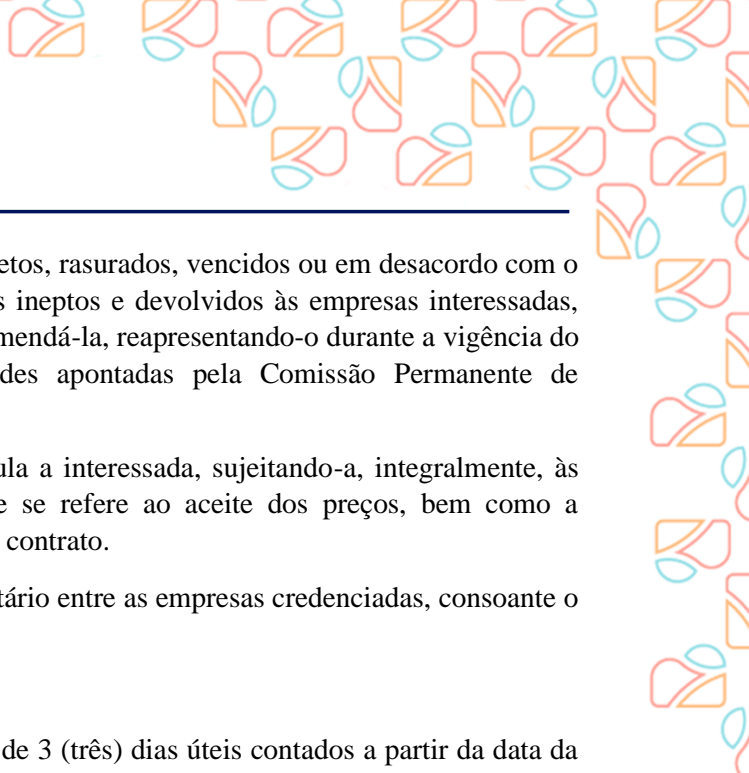 etos, rasurados, vencidos ou em desacordo com o
s ineptos e devolvidos às empresas interessadas,
mendá-la, reapresentando-o durante a vigência do
des apontadas pela Comissão Permanente de
ula a interessada, sujeitando-a, integralmente, às
e se refere ao aceite dos preços, bem como a
contrato.
tário entre as empresas credenciadas, consoante o
de 3 (três) dias úteis contados a partir da data da